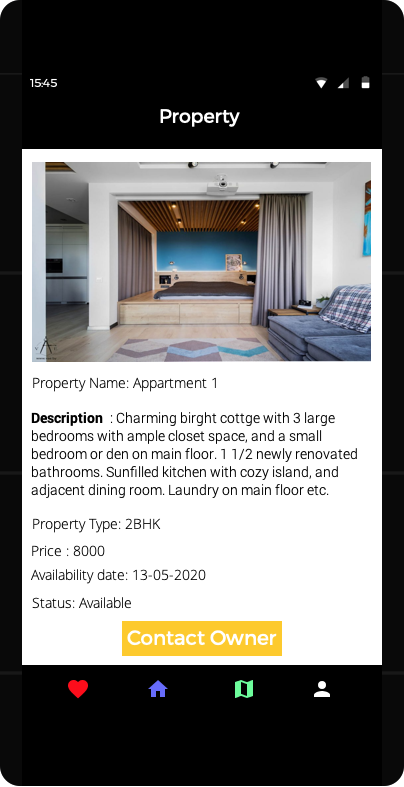 15:45
Property
Property Name: Appartment 1
Description : Charming birght cottge with 3 large
bedrooms with ample closet space, and a small
bedroom or den on main floor. 1 1/2 newly renovated
bathrooms. Sunfilled kitchen with cozy island, and
adjacent dining room. Laundry on main floor etc.
Property Type: 2BHK
Price : 8000
Availability date: 13-05-2020
Status: Available
Contact Owner